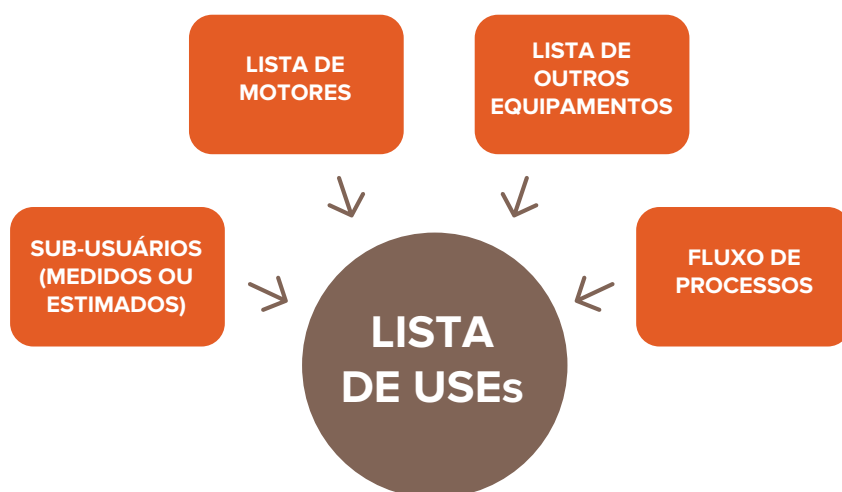 LISTA DE
MOTORES
LISTA DE
OUTROS
EQUIPAMENTOS
SUB-USUÁRIOS
(MEDIDOS OU
ESTIMADOS)
FLUXO DE
PROCESSOS
LISTA
DE USEs